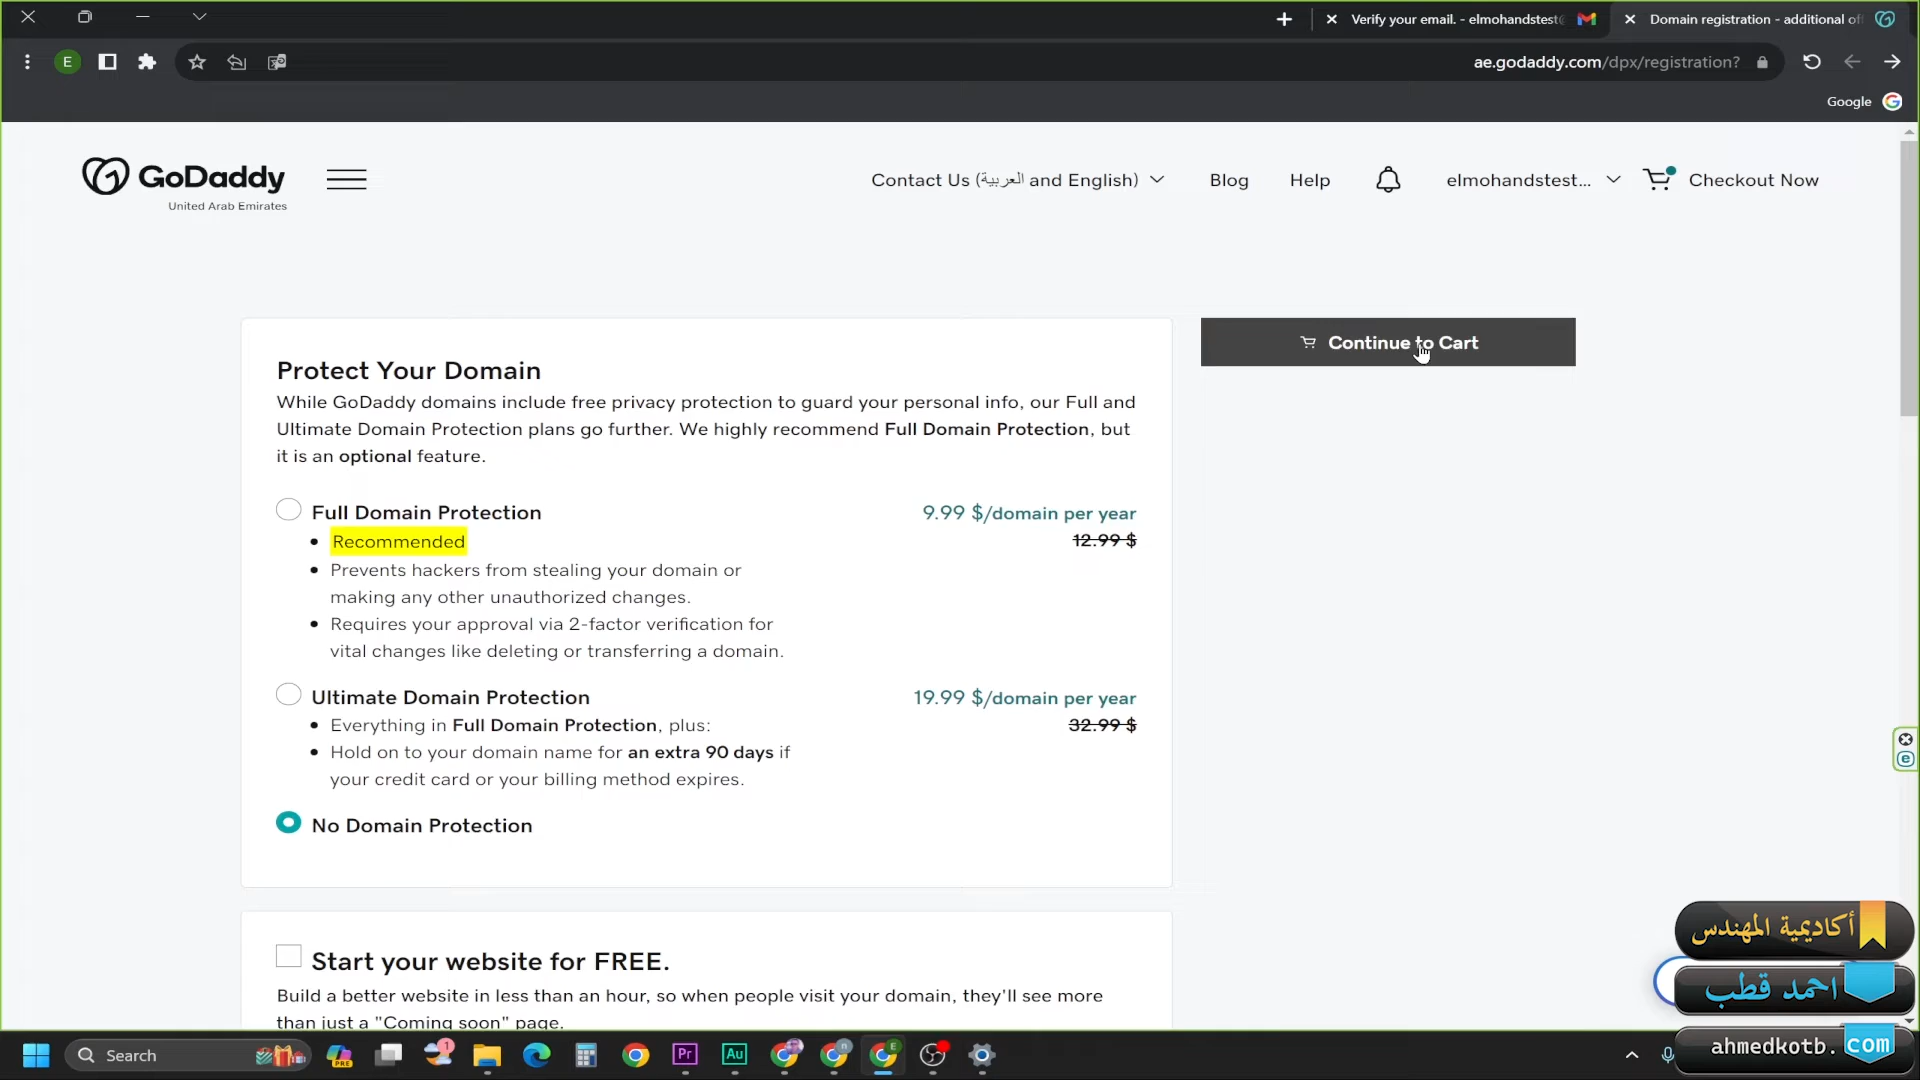 Verify your email. - elmohandstest@
Domain registration - additional of
E
ae.godaddy.com/dpx/registration?
Google
GoDaddy
United Arab Emirates
Contact Us (العربية and English)
Blog
Help
elmohandstest...
Checkout Now
Continue to Cart
Protect Your Domain
While GoDaddy domains include free privacy protection to guard your personal info, our Full and
Ultimate Domain Protection plans go further. We highly recommend Full Domain Protection, but
it is an optional feature.
Full Domain Protection
9.99 $/domain per year
Recommended
12.99 $
Prevents hackers from stealing your domain or
making any other unauthorized changes.
Requires your approval via 2-factor verification for
vital changes like deleting or transferring a domain.
Ultimate Domain Protection
19.99 $/domain per year
Everything in Full Domain Protection, plus:
32.99 $
Hold on to your domain name for an extra 90 days if
your credit card or your billing method expires.
No Domain Protection
Start your website for FREE.
Build a better website in less than an hour, so when people visit your domain, they'll see more
than just a "Coming soon" page.
أكاديمية المهندس
احمد قطب
ahmedkotb. com
Search
PRE
1
Pr
Au
n
E